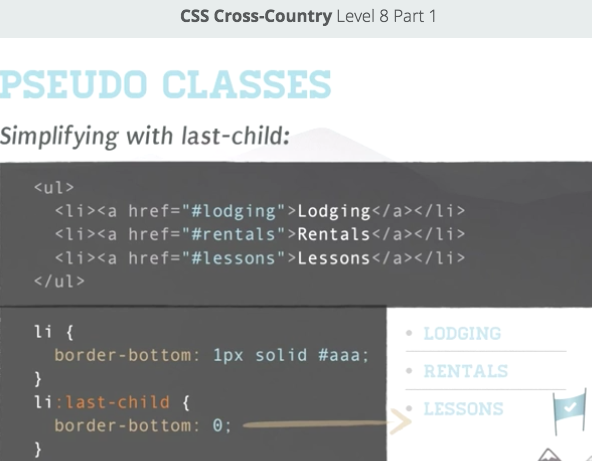 CSS Cross-Country Level 8 Part 1
PSEUDO CLASSES
Simplifying with last-child:
<ul>
<li><a href="#lodging">Lodging</a></li>
<li><a href="#rentals">Rentals</a></li>
<li><a href="#lessons">Lessons</a></li>
</ul>
li {
border-bottom: 1px solid #aaa;
}
li:last-child {
border-bottom: 0;
}
• LODGING
• RENTALS
• LESSONS